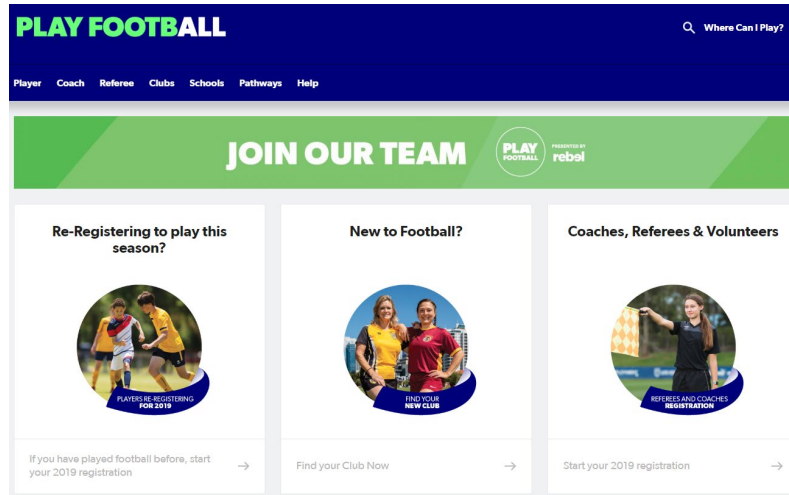 PLAY FOOTBALL
Where Can I Play?
Player Coach Referee Clubs Schools Pathways Help
JOIN OUR TEAM
PLAY
FOOTBALL
PRESENTED BY
rebel
Re-Registering to play this
season?
PLAYERS RE-REGISTERING
FOR 2019
If you have played football before, start
your 2019 registration
New to Football?
FIND YOUR
NEW CLUB
Find your Club Now
Coaches, Referees & Volunteers
REFEREES AND COACHES
REGISTRATION
Start your 2019 registration